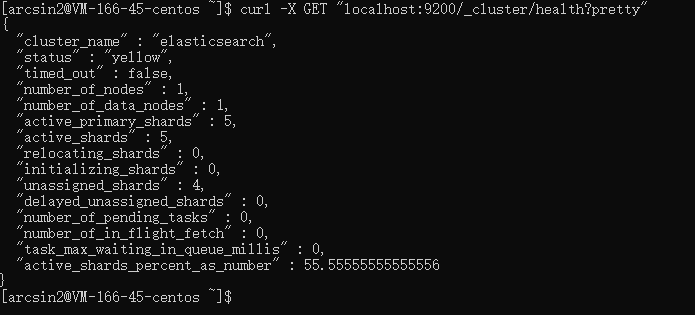 [arcsin2@VM-166-45-centos ~]$ curl -X GET "localhost:9200/_cluster/health?pretty"
{
  "cluster_name" : "elasticsearch",
  "status" : "yellow",
  "timed_out" : false,
  "number_of_nodes" : 1,
  "number_of_data_nodes" : 1,
  "active_primary_shards" : 5,
  "active_shards" : 5,
  "relocating_shards" : 0,
  "initializing_shards" : 0,
  "unassigned_shards" : 4,
  "delayed_unassigned_shards" : 0,
  "number_of_pending_tasks" : 0,
  "number_of_in_flight_fetch" : 0,
  "task_max_waiting_in_queue_millis" : 0,
  "active_shards_percent_as_number" : 55.55555555555556
}
[arcsin2@VM-166-45-centos ~]$